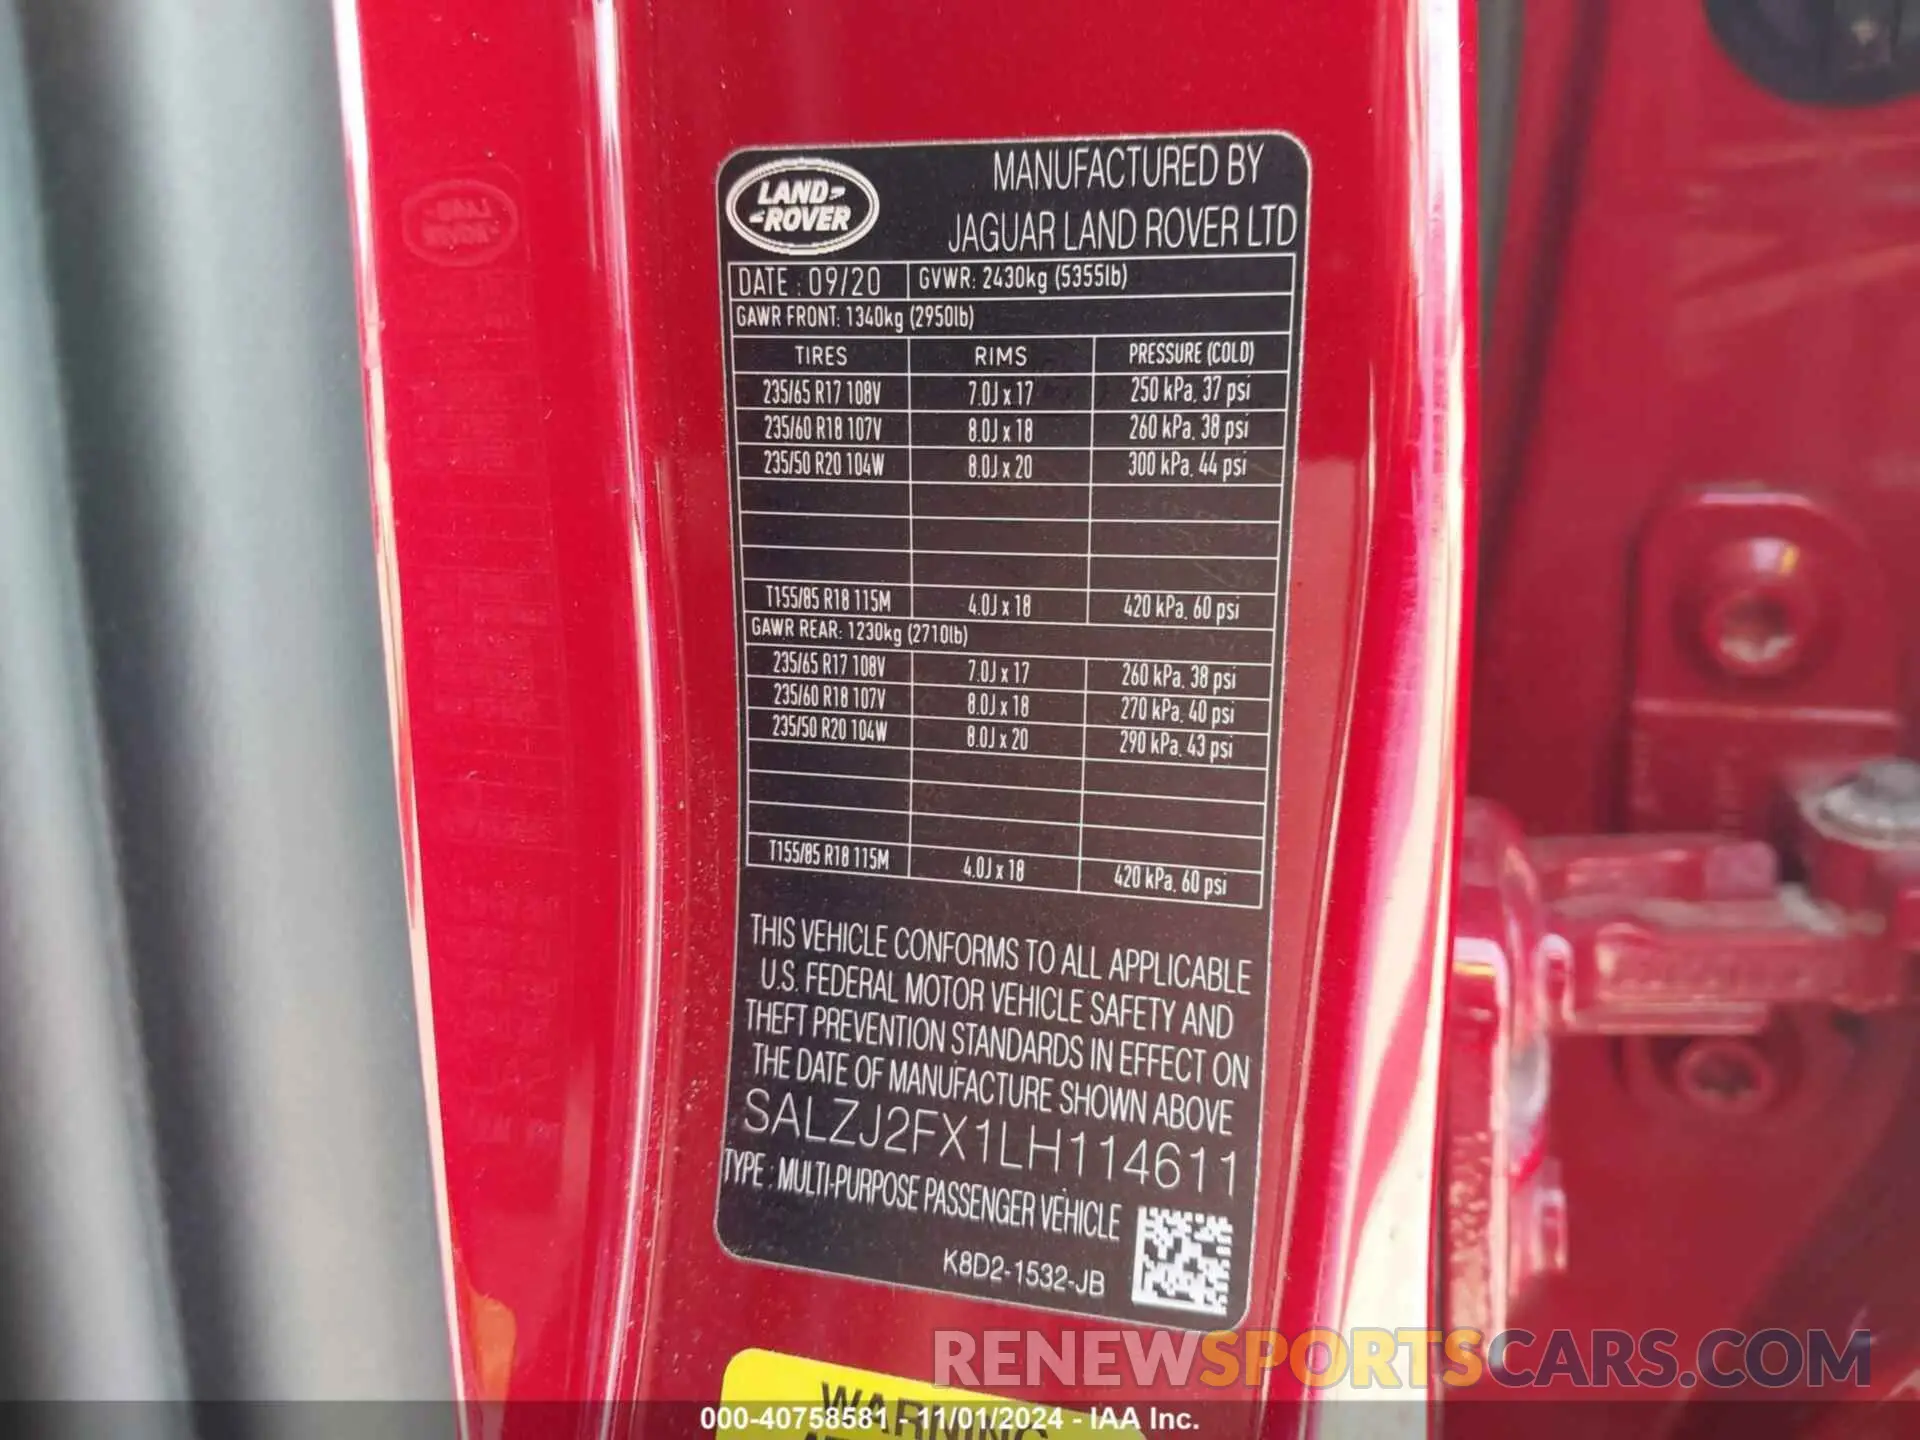 LAND
ROVER
MANUFACTURED BY
JAGUAR LAND ROVER LTD
DATE : 09/20 GVWR: 2430kg (5355lb)
GAWR FRONT: 1340kg (2950lb)
TIRES RIMS PRESSURE (COLD)
235/65 R17 108V 7.0J x 17 250 kPa, 37 psi
235/60 R18 107V 8.0J x 18 260 kPa, 38 psi
235/50 R20 104W 8.0J x 20 300 kPa, 44 psi
T155/85 R18 115M 4.0J x 18 420 kPa, 60 psi
GAWR REAR: 1230kg (2710lb)
235/65 R17 108V 7.0J x 17 260 kPa, 38 psi
235/60 R18 107V 8.0J x 18 270 kPa, 40 psi
235/50 R20 104W 8.0J x 20 290 kPa, 43 psi
T155/85 R18 115M 4.0J x 18 420 kPa, 60 psi
THIS VEHICLE CONFORMS TO ALL APPLICABLE
U.S. FEDERAL MOTOR VEHICLE SAFETY AND
THEFT PREVENTION STANDARDS IN EFFECT ON
THE DATE OF MANUFACTURE SHOWN ABOVE
SALZJ2FX1LH114611
TYPE : MULTI-PURPOSE PASSENGER VEHICLE
K8D2-1532-JB
RENEWSPORTSCARS.COM
WARNING
000-40758581 - 11/01/2024 - IAA Inc.